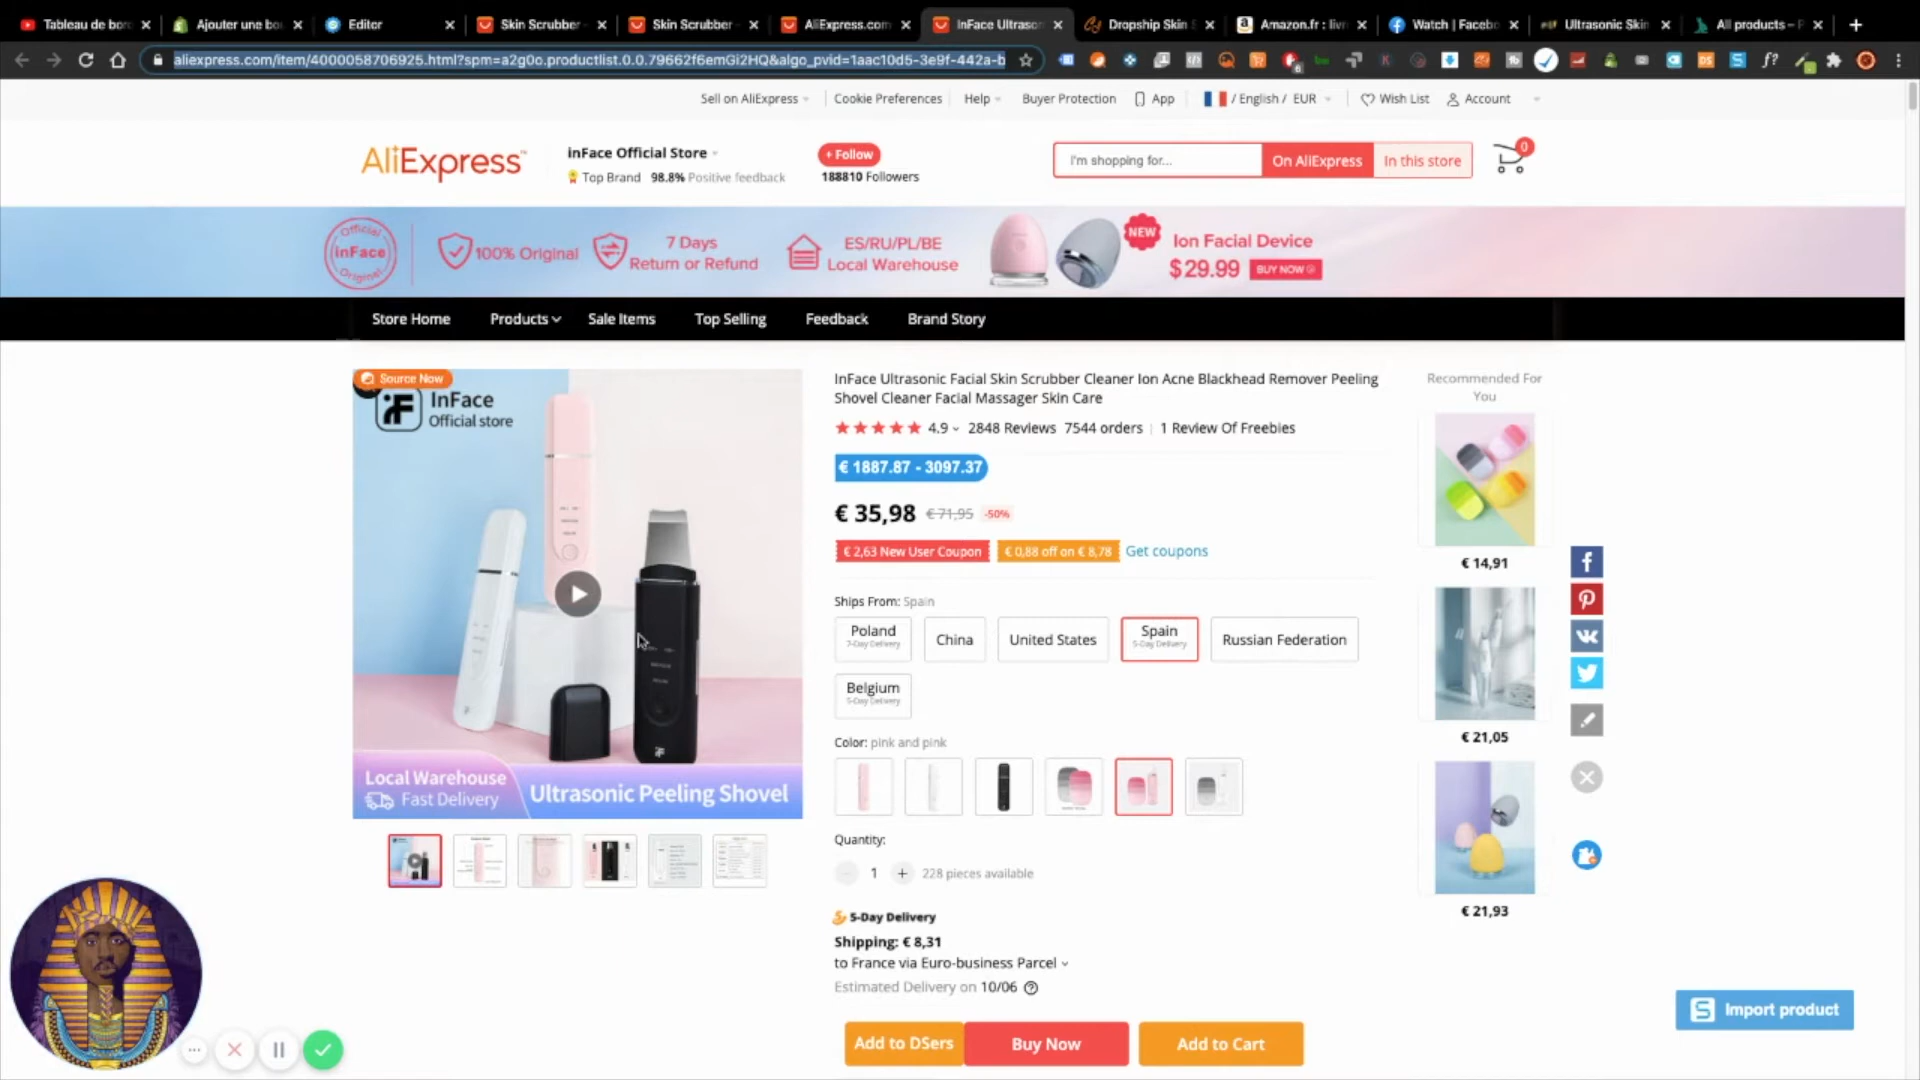 Tableau de bor
Ajouter une bo
Editor
Skin Scrubber
Skin Scrubber
AliExpress.com
InFace Ultrason
Dropship Skin S
Amazon.fr : livr
Watch | Facebo
Ultrasonic Skin
All products – P
aliexpress.com/item/4000058706925.html?spm=a2g0o.productlist.0.0.79662f6emGi2HQ&algo_pvid=1aac10d5-3e9f-442a-b
Sell on AliExpress
Cookie Preferences
Help
Buyer Protection
App
/ English / EUR
Wish List
Account
AliExpress
inFace Official Store
Top Brand 98.8% Positive feedback
+ Follow
188810 Followers
I'm shopping for...
On AliExpress
In this store
0
Official
inFace
Original
100% Original
7 Days
Return or Refund
ES/RU/PL/BE
Local Warehouse
NEW
Ion Facial Device
$29.99 BUY NOW
Store Home
Products
Sale Items
Top Selling
Feedback
Brand Story
Source Now
InFace
Official store
Local Warehouse
Fast Delivery
Ultrasonic Peeling Shovel
InFace Ultrasonic Facial Skin Scrubber Cleaner Ion Acne Blackhead Remover Peeling
Shovel Cleaner Facial Massager Skin Care
4.9 2848 Reviews 7544 orders 1 Review Of Freebies
€ 1887.87 - 3097.37
€ 35,98 € 71,95 -50%
€ 2,63 New User Coupon
€ 0,88 off on € 8,78
Get coupons
Ships From: Spain
Poland
7-Day Delivery
China
United States
Spain
5-Day Delivery
Russian Federation
Belgium
5-Day Delivery
Color: pink and pink
Quantity:
1
228 pieces available
5-Day Delivery
Shipping: € 8,31
to France via Euro-business Parcel
Estimated Delivery on 10/06
Add to DSers
Buy Now
Add to Cart
Recommended For
You
€ 14,91
€ 21,05
€ 21,93
Import product